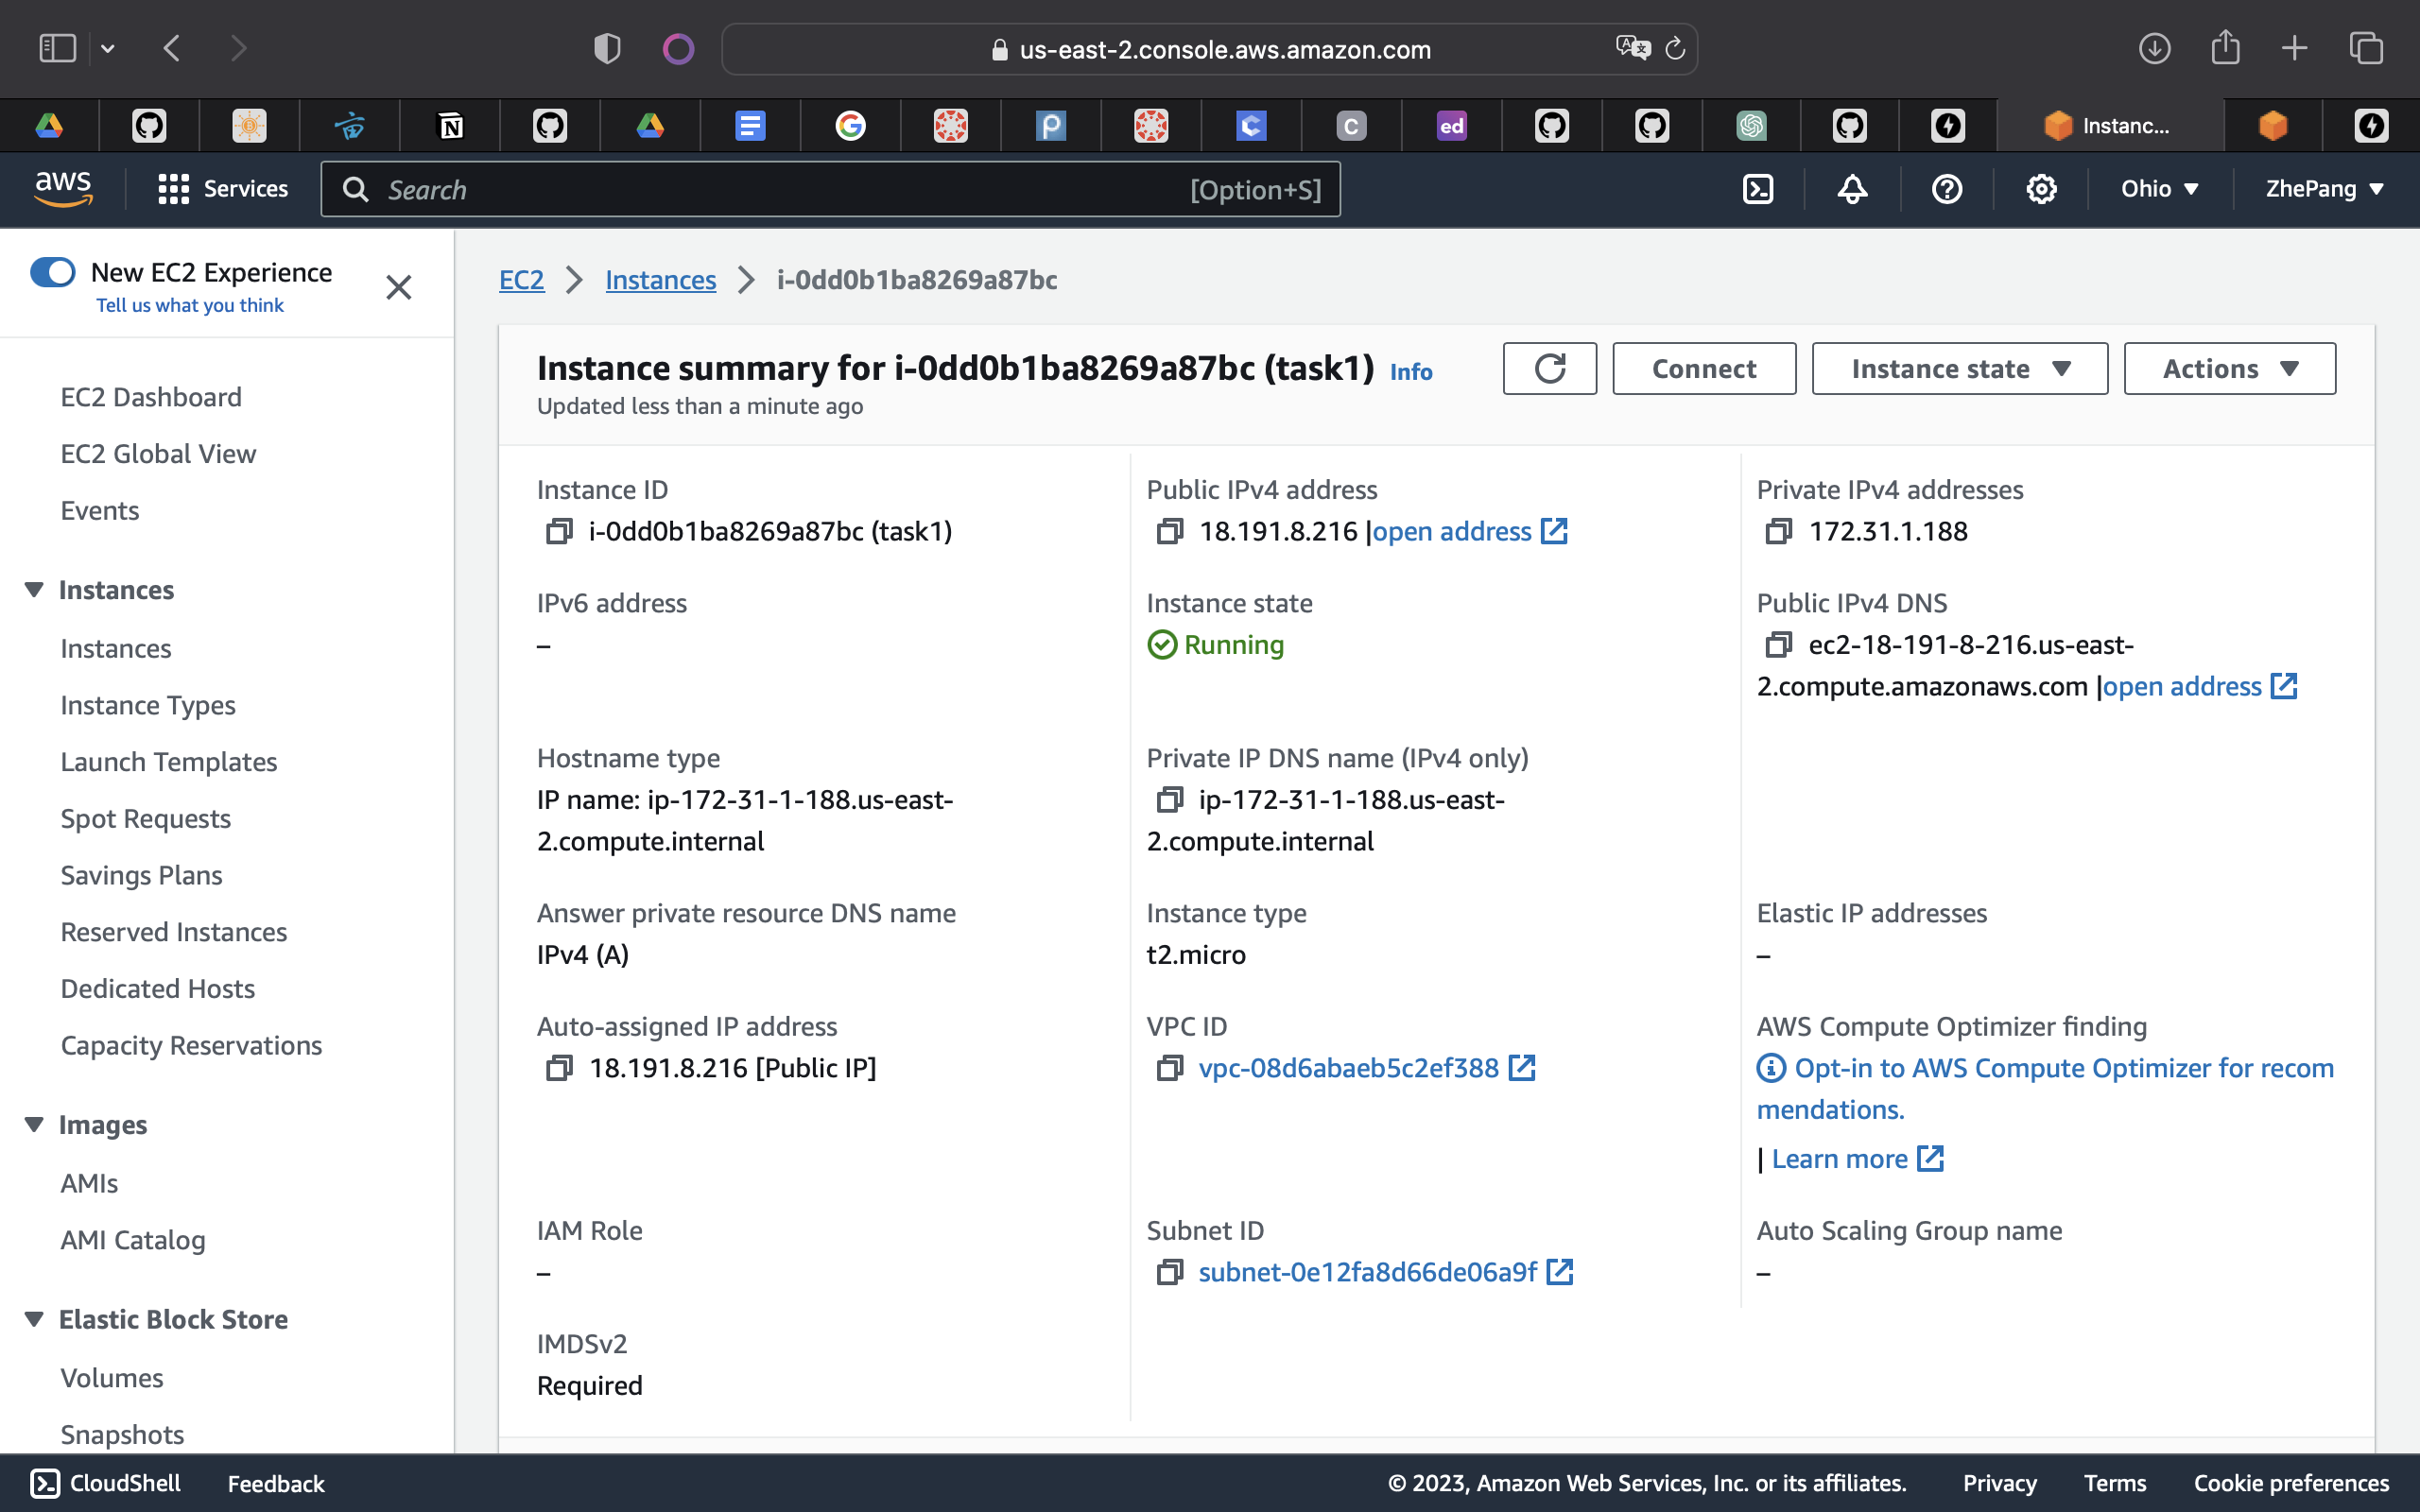 us-east-2.console.aws.amazon.com
N
P
C
C
ed
Instanc...
aws
Services
Search
[Option+S]
Ohio
ZhePang
New EC2 Experience
Tell us what you think
EC2 Dashboard
EC2 Global View
Events
Instances
Instances
Instance Types
Launch Templates
Spot Requests
Savings Plans
Reserved Instances
Dedicated Hosts
Capacity Reservations
Images
AMIs
AMI Catalog
Elastic Block Store
Volumes
Snapshots
EC2 > Instances > i-0dd0b1ba8269a87bc
Instance summary for i-0dd0b1ba8269a87bc (task1) Info
Updated less than a minute ago
Connect
Instance state
Actions
Instance ID
i-0dd0b1ba8269a87bc (task1)
Public IPv4 address
18.191.8.216 |open address
Private IPv4 addresses
172.31.1.188
IPv6 address
–
Instance state
Running
Public IPv4 DNS
ec2-18-191-8-216.us-east-
2.compute.amazonaws.com |open address
Hostname type
IP name: ip-172-31-1-188.us-east-
2.compute.internal
Private IP DNS name (IPv4 only)
ip-172-31-1-188.us-east-
2.compute.internal
Answer private resource DNS name
IPv4 (A)
Instance type
t2.micro
Elastic IP addresses
–
Auto-assigned IP address
18.191.8.216 [Public IP]
VPC ID
vpc-08d6abaeb5c2ef388
AWS Compute Optimizer finding
Opt-in to AWS Compute Optimizer for recom
mendations.
| Learn more
IAM Role
–
Subnet ID
subnet-0e12fa8d66de06a9f
Auto Scaling Group name
–
IMDSv2
Required
CloudShell
Feedback
© 2023, Amazon Web Services, Inc. or its affiliates.
Privacy
Terms
Cookie preferences